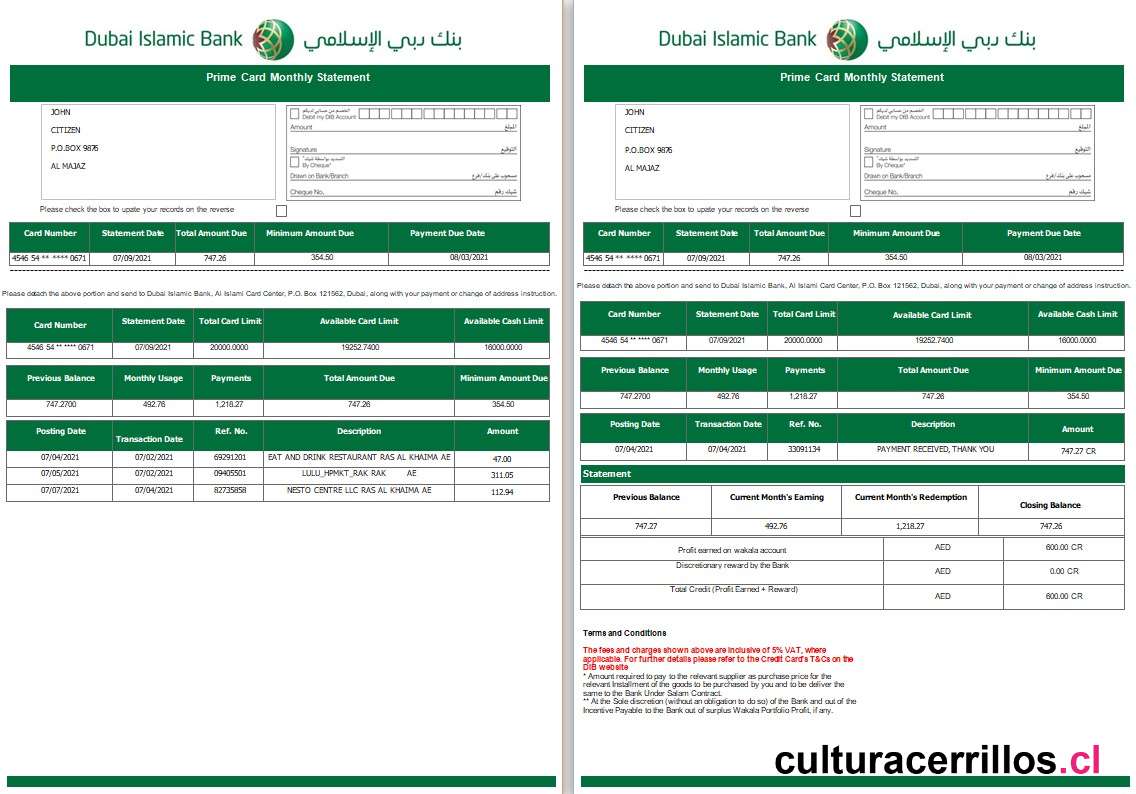 Dubai Islamic Bank بنك دبي الإسلامي
Prime Card Monthly Statement
JOHN
CITIZEN
P.O.BOX 9876
AL MAJAZ
Debit my DIB Account
Amount المبلغ
Signature التوقيع
By Cheque*
Drawn on Bank/Branch مسحوب على بنك/فرع
Cheque No. شيك رقم
Please check the box to upate your records on the reverse
Card Number Statement Date Total Amount Due Minimum Amount Due Payment Due Date
4546 54 ** **** 0671 07/09/2021 747.26 354.50 08/03/2021
Please detach the above portion and send to Dubai Islamic Bank, Al Islami Card Center, P.O. Box 121562, Dubai, along with your payment or change of address instruction.
Card Number Statement Date Total Card Limit Available Card Limit Available Cash Limit
4546 54 ** **** 0671 07/09/2021 20000.0000 19252.7400 16000.0000
Previous Balance Monthly Usage Payments Total Amount Due Minimum Amount Due
747.2700 492.76 1,218.27 747.26 354.50
Posting Date Transaction Date Ref. No. Description Amount
07/04/2021 07/02/2021 69291201 EAT AND DRINK RESTAURANT RAS AL KHAIMA AE 47.00
07/05/2021 07/02/2021 09405501 LULU_HPMKT_RAK RAK AE 311.05
07/07/2021 07/04/2021 82735858 NESTO CENTRE LLC RAS AL KHAIMA AE 112.94
Dubai Islamic Bank بنك دبي الإسلامي
Prime Card Monthly Statement
JOHN
CITIZEN
P.O.BOX 9876
AL MAJAZ
Debit my DIB Account
Amount المبلغ
Signature التوقيع
By Cheque*
Drawn on Bank/Branch مسحوب على بنك/فرع
Cheque No. شيك رقم
Please check the box to upate your records on the reverse
Card Number Statement Date Total Amount Due Minimum Amount Due Payment Due Date
4546 54 ** **** 0671 07/09/2021 747.26 354.50 08/03/2021
Please detach the above portion and send to Dubai Islamic Bank, Al Islami Card Center, P.O. Box 121562, Dubai, along with your payment or change of address instruction.
Card Number Statement Date Total Card Limit Available Card Limit Available Cash Limit
4546 54 ** **** 0671 07/09/2021 20000.0000 19252.7400 16000.0000
Previous Balance Monthly Usage Payments Total Amount Due Minimum Amount Due
747.2700 492.76 1,218.27 747.26 354.50
Posting Date Transaction Date Ref. No. Description Amount
07/04/2021 07/04/2021 33091134 PAYMENT RECEIVED, THANK YOU 747.27 CR
Statement
Previous Balance Current Month's Earning Current Month's Redemption Closing Balance
747.27 492.76 1,218.27 747.26
Profit earned on wakala account AED 600.00 CR
Discretionary reward by the Bank AED 0.00 CR
Total Credit (Profit Earned + Reward) AED 600.00 CR
Terms and Conditions
The fees and charges shown above are inclusive of 5% VAT, where
applicable. For further details please refer to the Credit Card's T&Cs on the
DIB website
* Amount required to pay to the relevant supplier as purchase price for the
relevant Installment of the goods to be purchased by you and to be deliver the
same to the Bank Under Salam Contract.
** At the Sole discretion (without an obligation to do so) of the Bank and out of the
Incentive Payable to the Bank out of surplus Wakala Portfolio Profit, if any.
culturacerrillos.cl